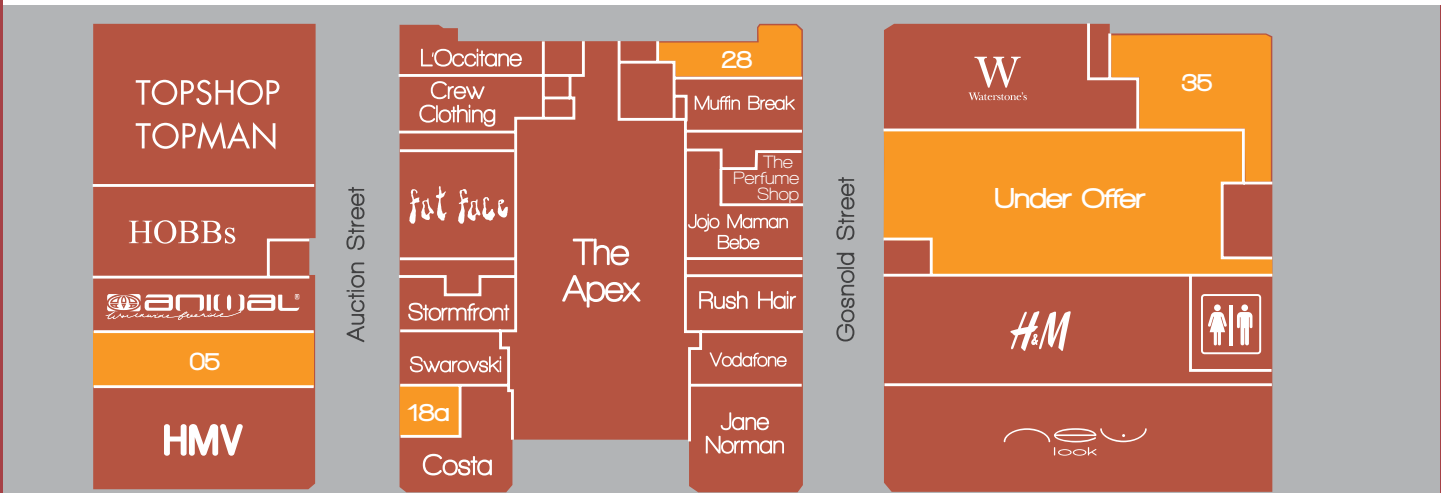 TOPSHOP
TOPMAN
HOBBs
animal®
05
HMV
Auction Street
L'Occitane
Crew
Clothing
fat face
Stormfront
Swarovski
18a
Costa
The
Apex
28
Muffin Break
The
Perfume
Shop
Jojo Maman
Bebe
Rush Hair
Vodafone
Jane
Norman
Gosnold Street
W
Waterstone's
35
Under Offer
H&M
new
look